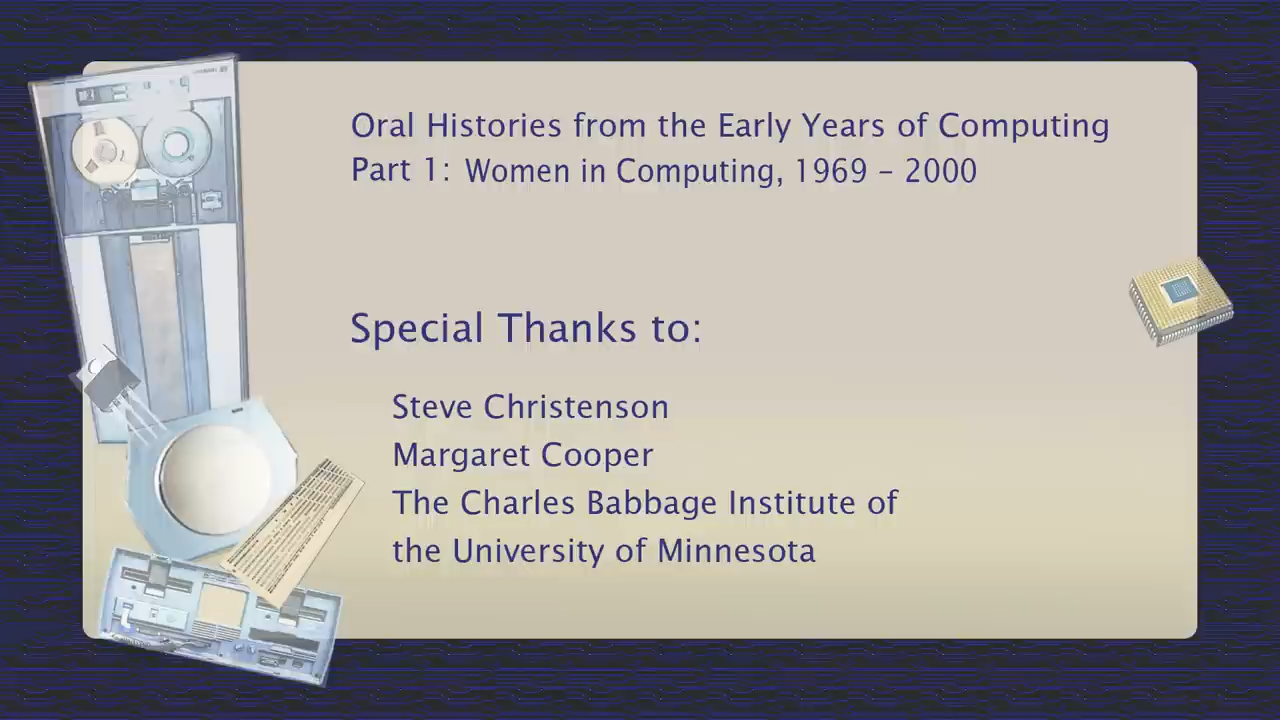 Oral Histories from the Early Years of Computing
Part 1: Women in Computing, 1969 – 2000
Special Thanks to:
Steve Christenson
Margaret Cooper
The Charles Babbage Institute of
the University of Minnesota